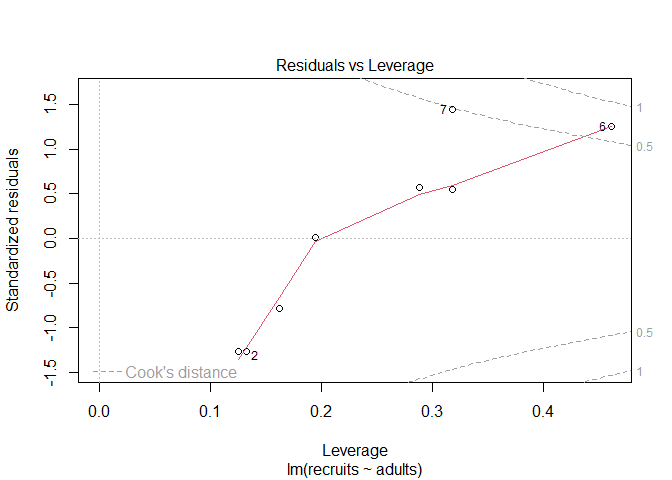 Residuals vs Leverage
Standardized residuals
1.5
1.0
0.5
0.0
-0.5
-1.0
-1.5
7
6
2
1
0.5
0.5
1
Cook's distance
0.0 0.1 0.2 0.3 0.4
Leverage
lm(recruits ~ adults)